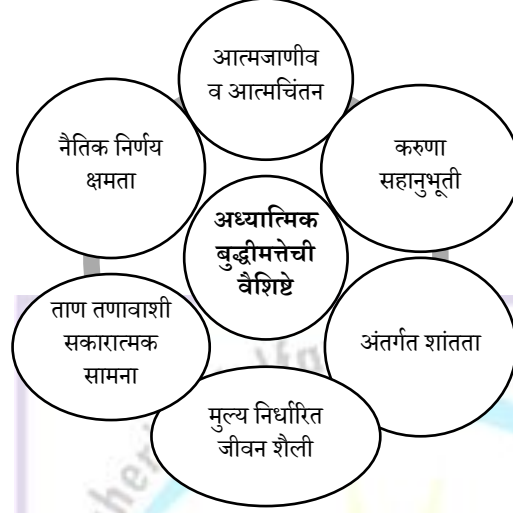 आत्मजाणीव
व आत्मचिंतन
करुणा
सहानुभूती
अंतर्गत शांतता
मुल्य निर्धारित
जीवन शैली
ताण तणावाशी
सकारात्मक
सामना
नैतिक निर्णय
क्षमता
अध्यात्मिक
बुद्धीमत्तेची
वैशिष्टे